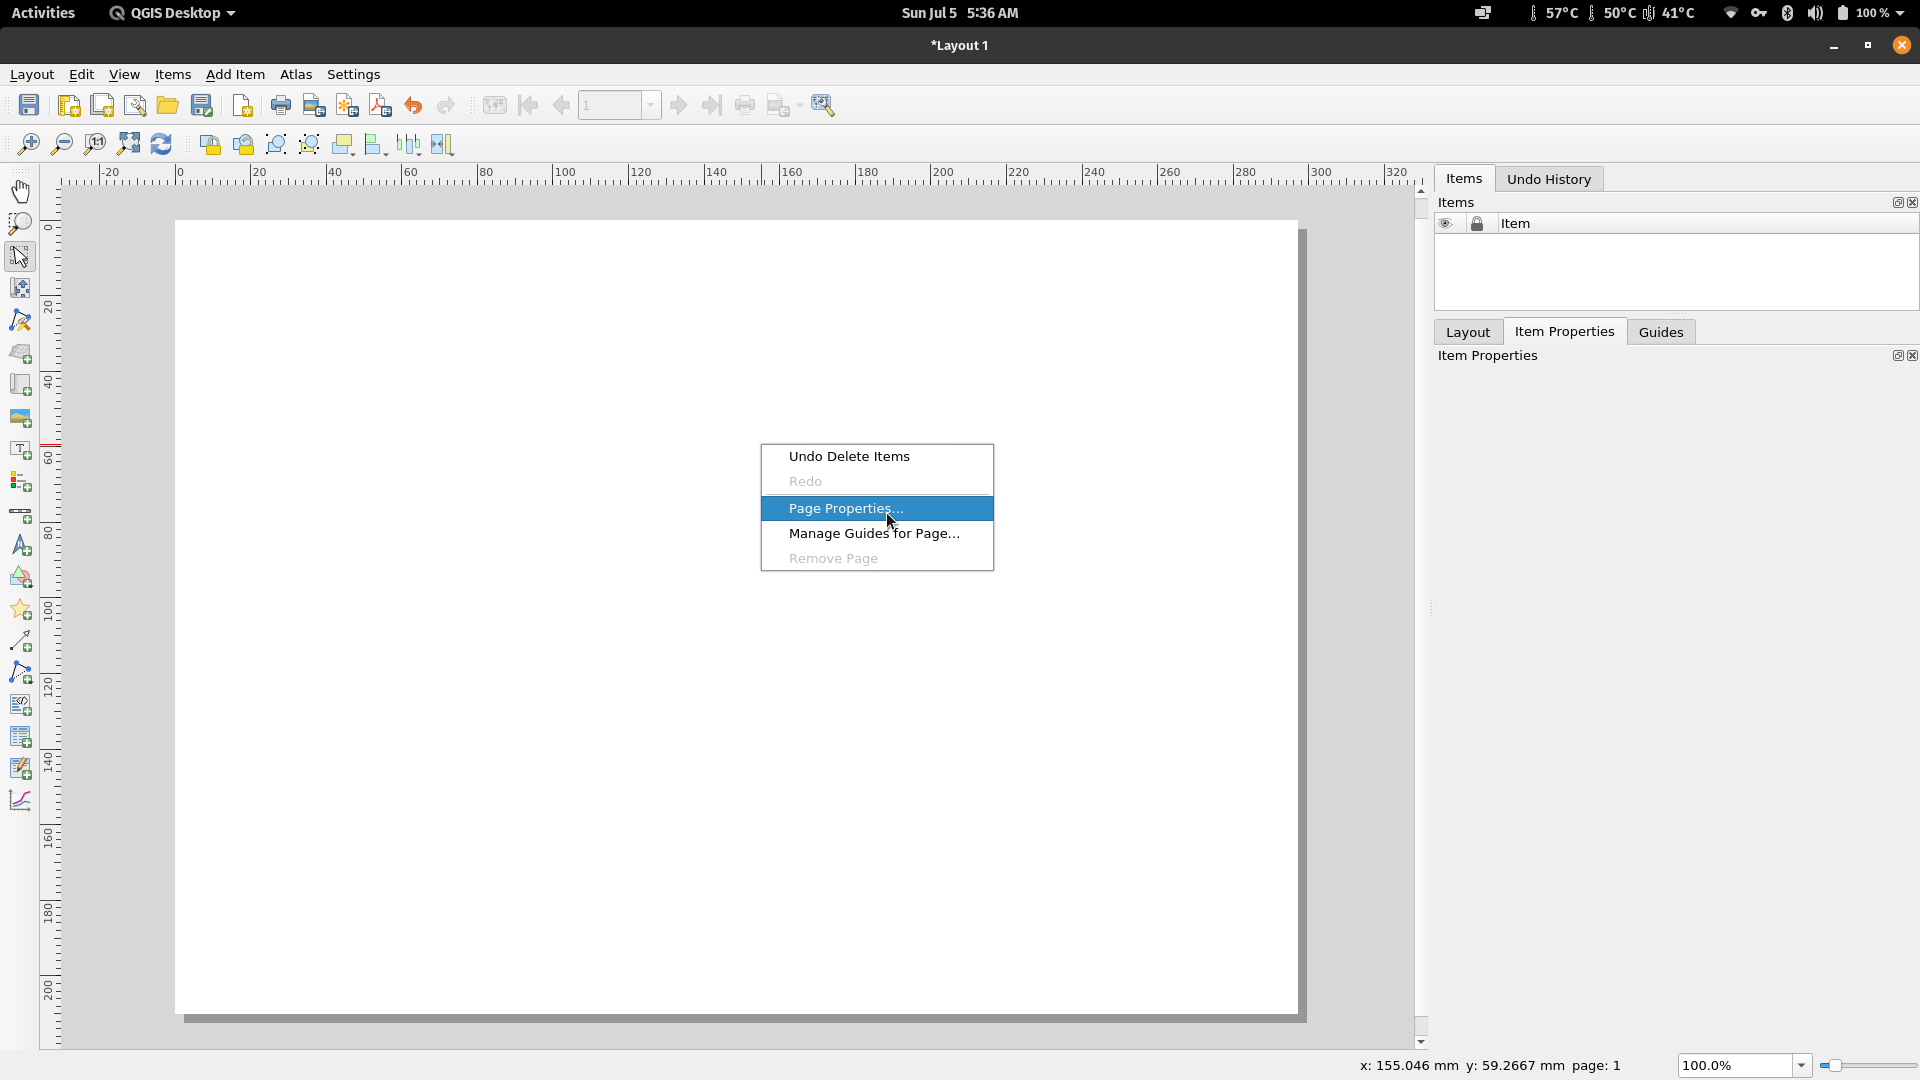 Activities QGIS Desktop Sun Jul 5 5:36 AM 57°C 50°C 41°C 100 %
*Layout 1
Layout Edit View Items Add Item Atlas Settings
1
1:1
-20 0 20 40 60 80 100 120 140 160 180 200 220 240 260 280 300 320
Items Undo History
Items
Item
Layout Item Properties Guides
Item Properties
0
20
40
60
80
100
120
140
160
180
200
Undo Delete Items
Redo
Page Properties...
Manage Guides for Page...
Remove Page
x: 155.046 mm y: 59.2667 mm page: 1 100.0%